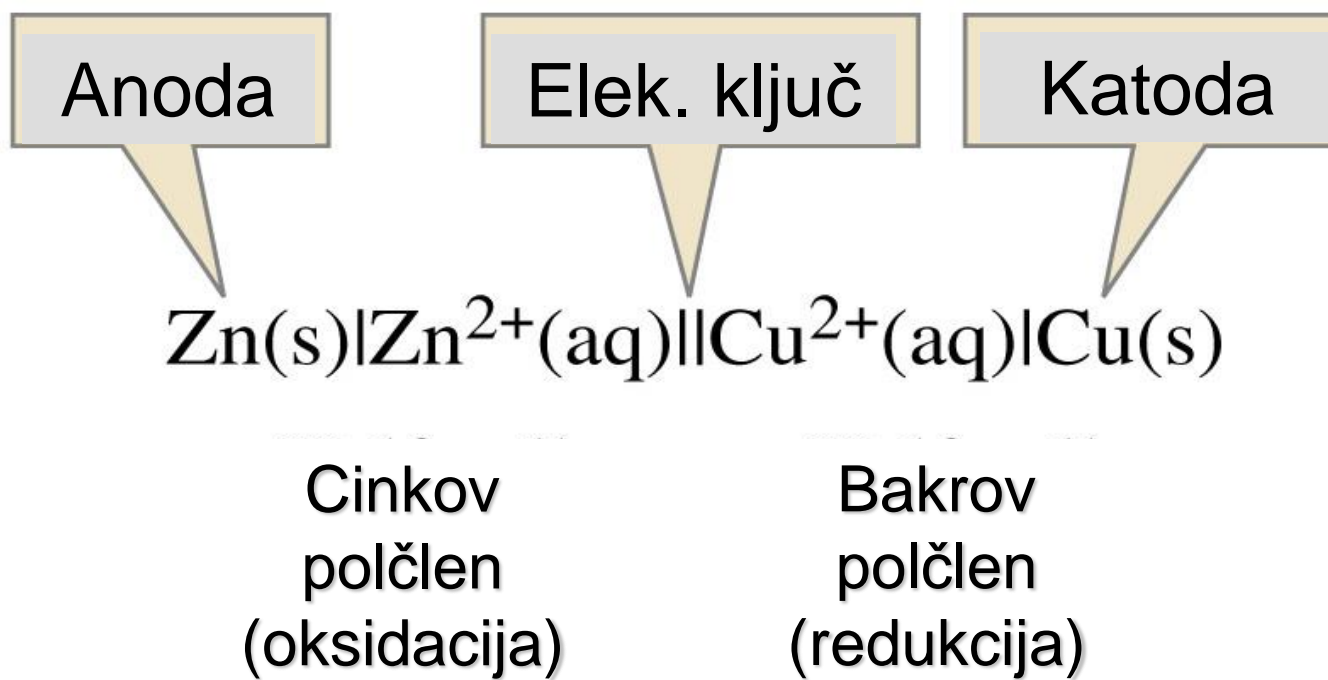 Anoda
Elek. ključ
Katoda
Zn(s)|Zn²⁺(aq)||Cu²⁺(aq)|Cu(s)
Cinkov
polčlen
(oksidacija)
Bakrov
polčlen
(redukcija)